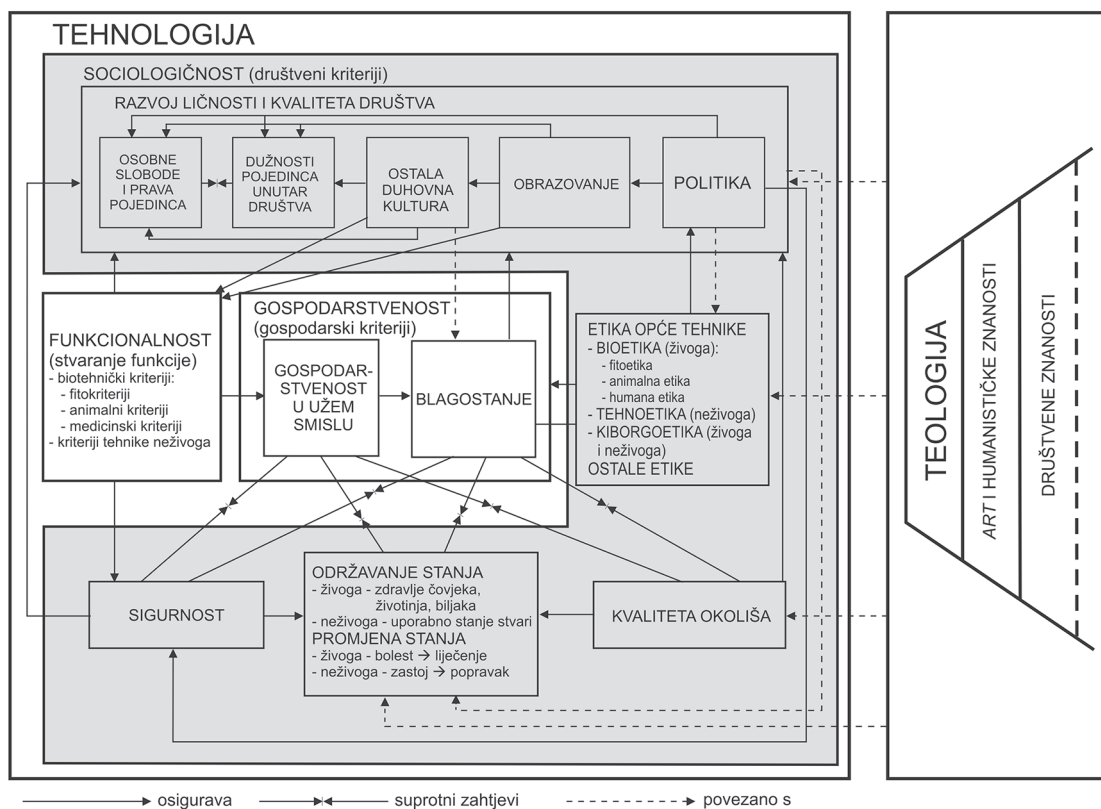 TEHNOLOGIJA
SOCIOLOGIČNOST (društveni kriteriji)
RAZVOJ LIČNOSTI I KVALITETA DRUŠTVA
OSOBNE
SLOBODE
I PRAVA
POJEDINCA
DUŽNOSTI
POJEDINCA
UNUTAR
DRUŠTVA
OSTALA
DUHOVNA
KULTURA
OBRAZOVANJE
POLITIKA
FUNKCIONALNOST
(stvaranje funkcije)
- biotehnički kriteriji:
- fitokriteriji
- animalni kriteriji
- medicinski kriteriji
- kriteriji tehnike neživoga
GOSPODARSTVENOST
(gospodarski kriteriji)
GOSPODAR-
STVENOST
U UŽEM
SMISLU
BLAGOSTANJE
ETIKA OPĆE TEHNIKE
- BIOETIKA (živoga):
- fitoetika
- animalna etika
- humana etika
- TEHNOETIKA (neživoga)
- KIBORGOETIKA (živoga
i neživoga)
OSTALE ETIKE
SIGURNOST
ODRŽAVANJE STANJA
- živoga - zdravlje čovjeka,
životinja, biljaka
- neživoga - uporabno stanje stvari
PROMJENA STANJA
- živoga - bolest → liječenje
- neživoga - zastoj → popravak
KVALITETA OKOLIŠA
TEOLOGIJA
ART I HUMANISTIČKE ZNANOSTI
DRUŠTVENE ZNANOSTI
osigurava
suprotni zahtjevi
povezano s